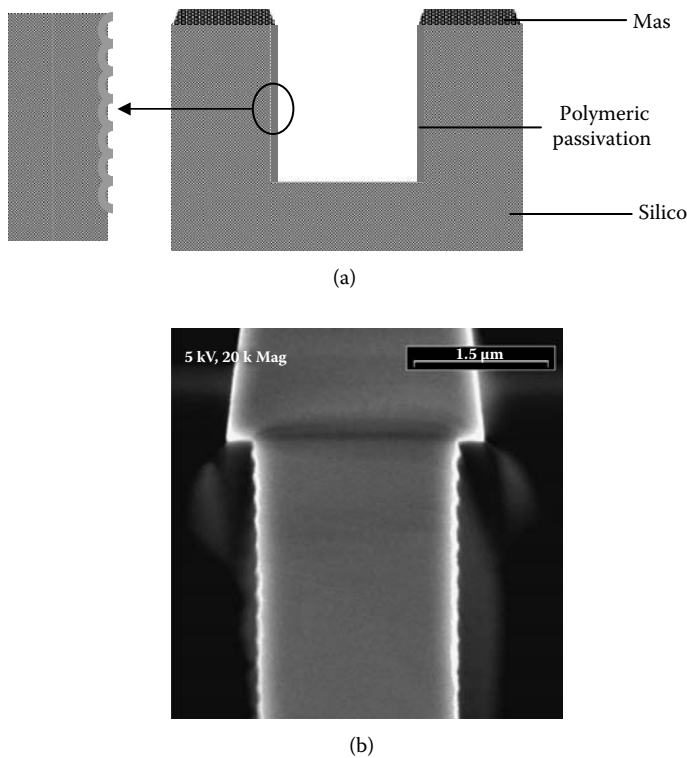 Mas
Polymeric
passivation
Silico
(a)
5 kV, 20 k Mag
1.5 µm
(b)